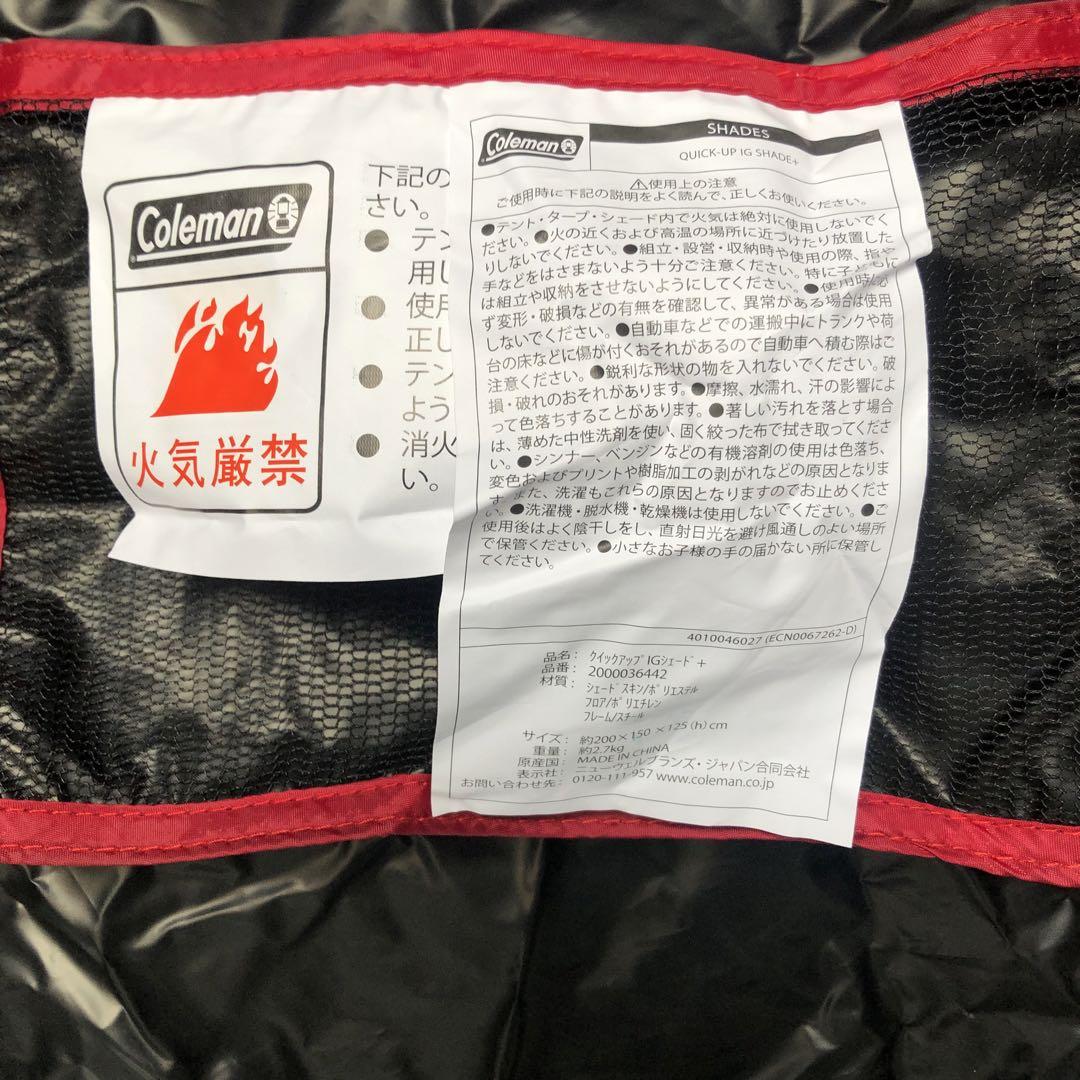 Coleman
火気厳禁
下記の
さい。
● テン
用し
● 使用
正し
● テン
よう
● 消火
い。
Coleman
SHADES
QUICK-UP IG SHADE+
⚠使用上の注意
ご使用時に下記の説明をよく読んで、正しくお使いください。
●テント・タープ・シェード内で火気は絶対に使用しないでく
ださい。●火の近くおよび高温の場所に近づけたり放置した
りしないでください。●組立・設営・収納時や使用の際、指や
手などをはさまないよう十分ご注意ください。特に子どもに
は組立や収納をさせないようにしてください。●使用時必
ず変形・破損などの有無を確認して、異常がある場合は使用
しないでください。●自動車などでの運搬中にトランクや荷
台の床などに傷が付くおそれがあるので自動車へ積む際はご
注意ください。●鋭利な形状の物を入れないでください。破
損・破れのおそれがあります。●摩擦、水濡れ、汗の影響によ
って色落ちすることがあります。●著しい汚れを落とす場合
は、薄めた中性洗剤を使い、固く絞った布で拭き取ってくださ
い。●シンナー、ベンジンなどの有機溶剤の使用は色落ち、
変色およびプリントや樹脂加工の剥がれなどの原因となりま
す。また、洗濯もこれらの原因となりますのでお止めくださ
い。●洗濯機・脱水機・乾燥機は使用しないでください。●ご
使用後はよく陰干しをし、直射日光を避け風通しのよい場所
で保管ください。●小さなお子様の手の届かない所に保管し
てください。
4010046027 (ECN0067262-D)
品名: クイックアップIGシェード+
品番: 2000036442
材質: シェードスキン/ポリエステル
フロア/ポリエチレン
フレーム/スチール
サイズ: 約200×150×125(h)cm
重量: 約2.7kg
原産国: MADE IN CHINA
表示社: ニューウェルブランズ・ジャパン合同会社
お問い合わせ先: 0120-111-957 www.coleman.co.jp